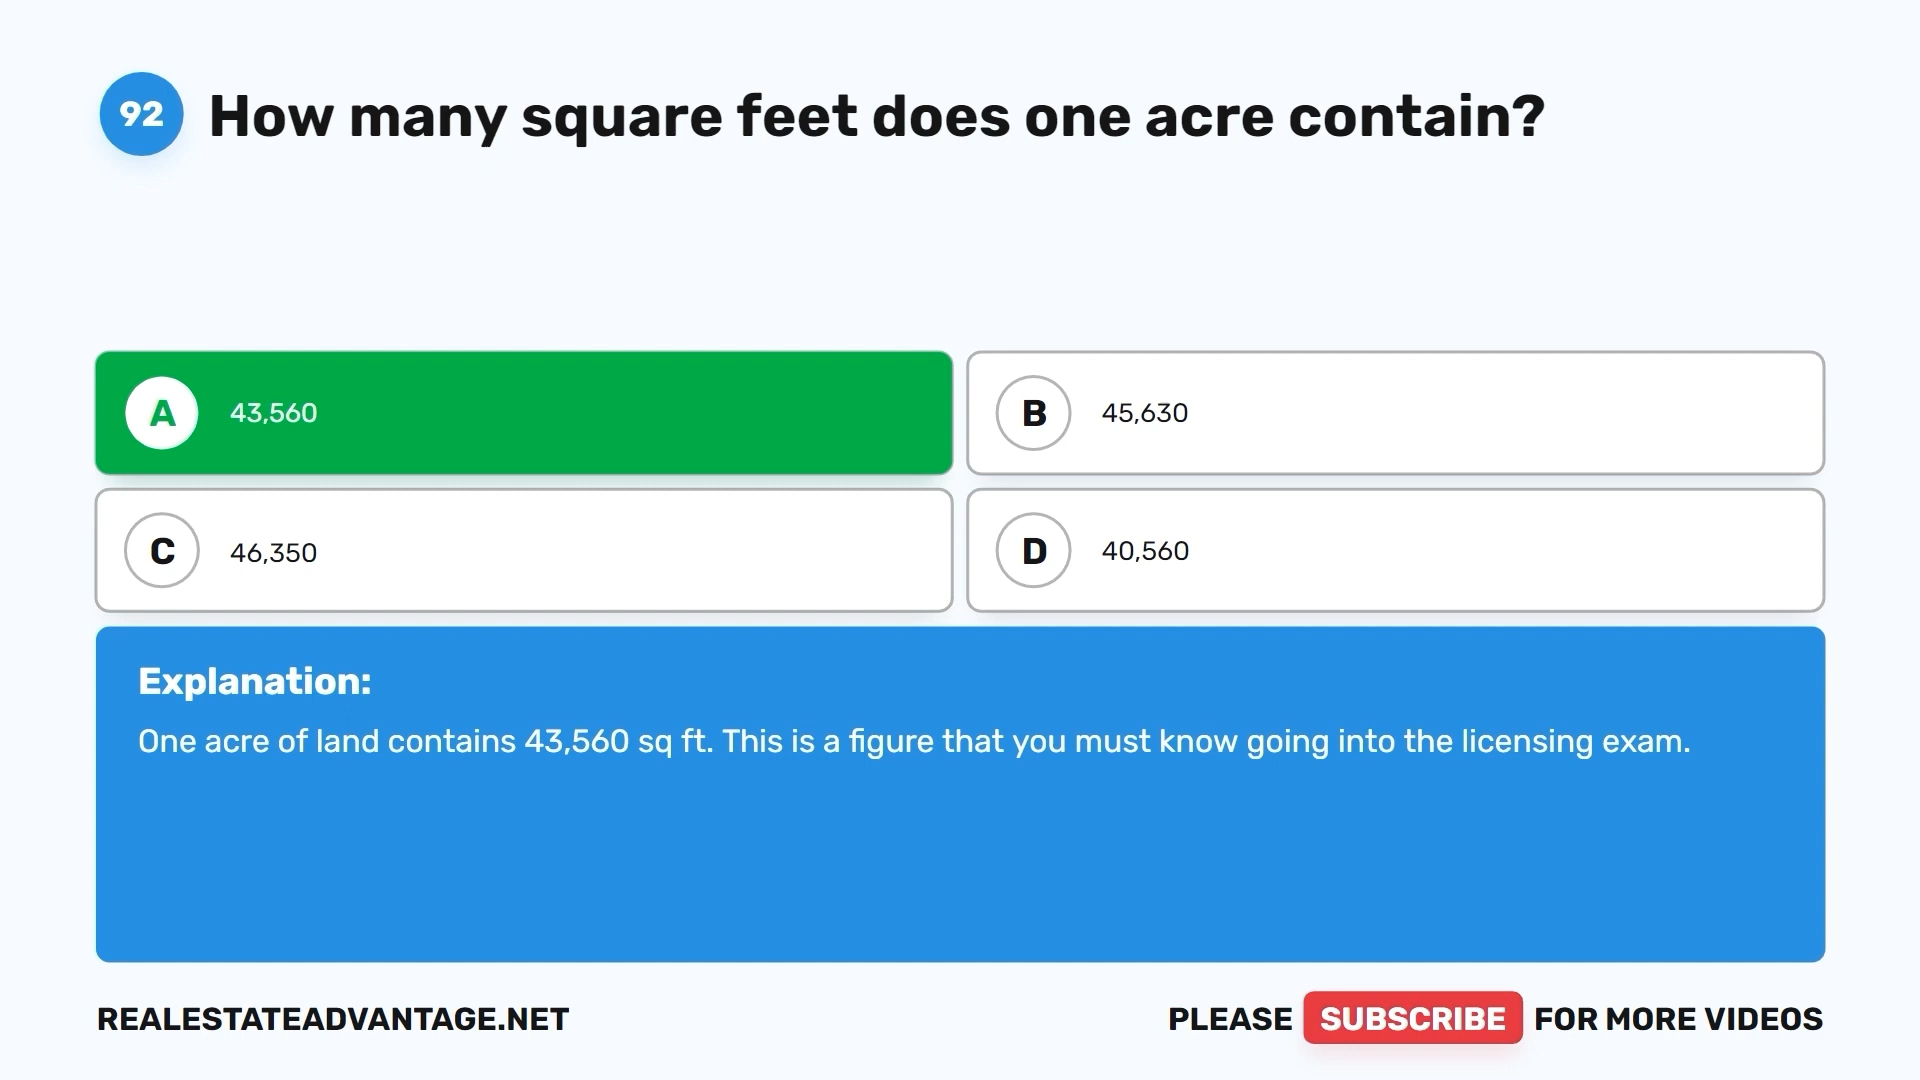 92 How many square feet does one acre contain?
A 43,560
B 45,630
C 46,350
D 40,560
Explanation:
One acre of land contains 43,560 sq ft. This is a figure that you must know going into the licensing exam.
REALESTATEADVANTAGE.NET
PLEASE SUBSCRIBE FOR MORE VIDEOS